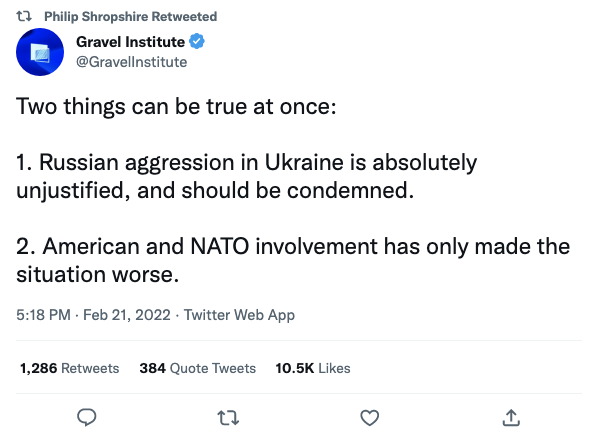 Philip Shropshire Retweeted
Gravel Institute
@GravelInstitute
Two things can be true at once:
1. Russian aggression in Ukraine is absolutely
unjustified, and should be condemned.
2. American and NATO involvement has only made the
situation worse.
5:18 PM · Feb 21, 2022 · Twitter Web App
1,286 Retweets 384 Quote Tweets 10.5K Likes